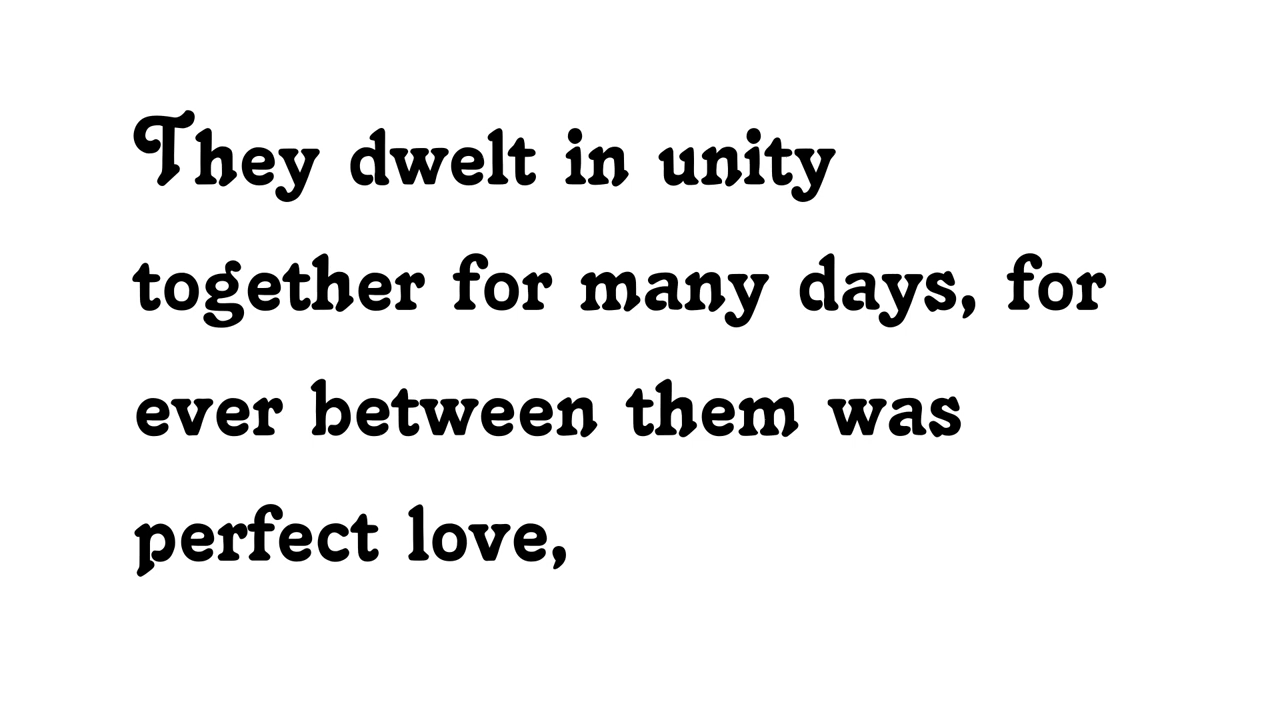 They dwelt in unity
together for many days, for
ever between them was
perfect love,